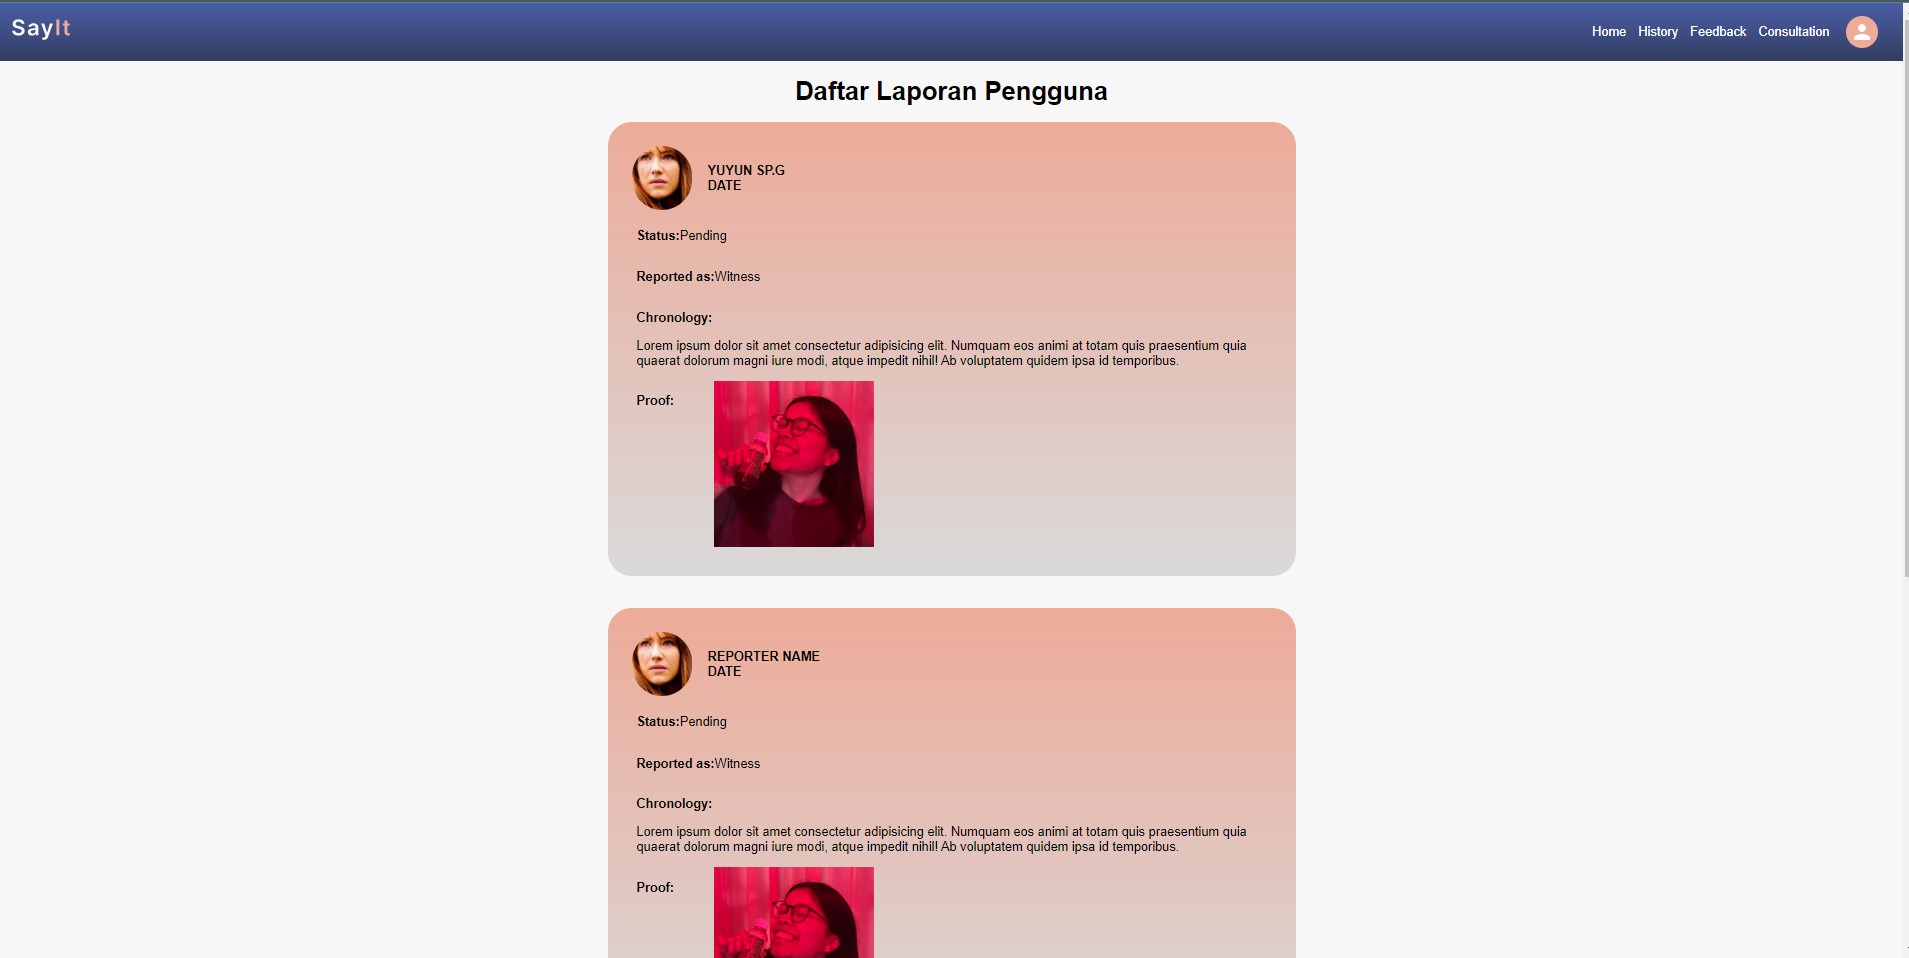 SayIt
Home History Feedback Consultation
Daftar Laporan Pengguna
YUYUN SP.G
DATE
Status:Pending
Reported as:Witness
Chronology:
Lorem ipsum dolor sit amet consectetur adipisicing elit. Numquam eos animi at totam quis praesentium quia
quaerat dolorum magni iure modi, atque impedit nihil! Ab voluptatem quidem ipsa id temporibus.
Proof:
REPORTER NAME
DATE
Status:Pending
Reported as:Witness
Chronology:
Lorem ipsum dolor sit amet consectetur adipisicing elit. Numquam eos animi at totam quis praesentium quia
quaerat dolorum magni iure modi, atque impedit nihil! Ab voluptatem quidem ipsa id temporibus.
Proof: